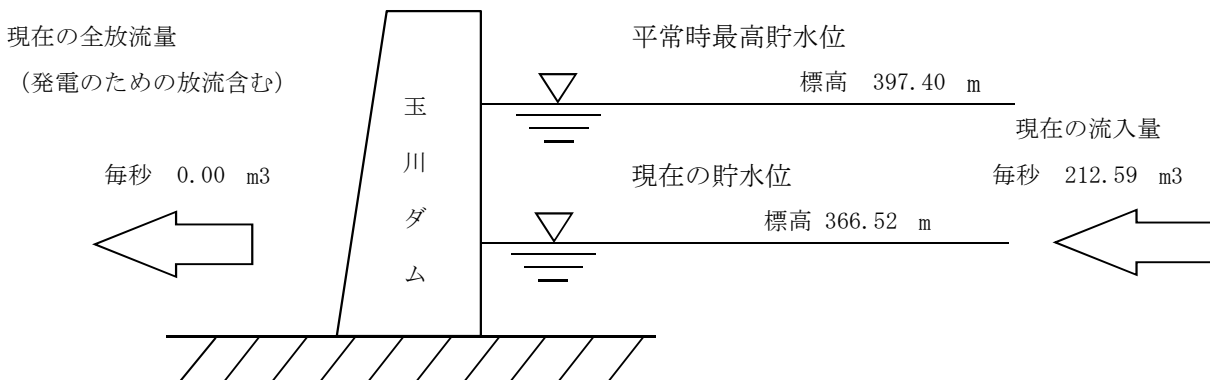 現在の全放流量
(発電のための放流含む)
毎秒 0.00 m3
玉川ダム
平常時最高貯水位
標高 397.40 m
現在の貯水位
標高 366.52 m
現在の流入量
毎秒 212.59 m3